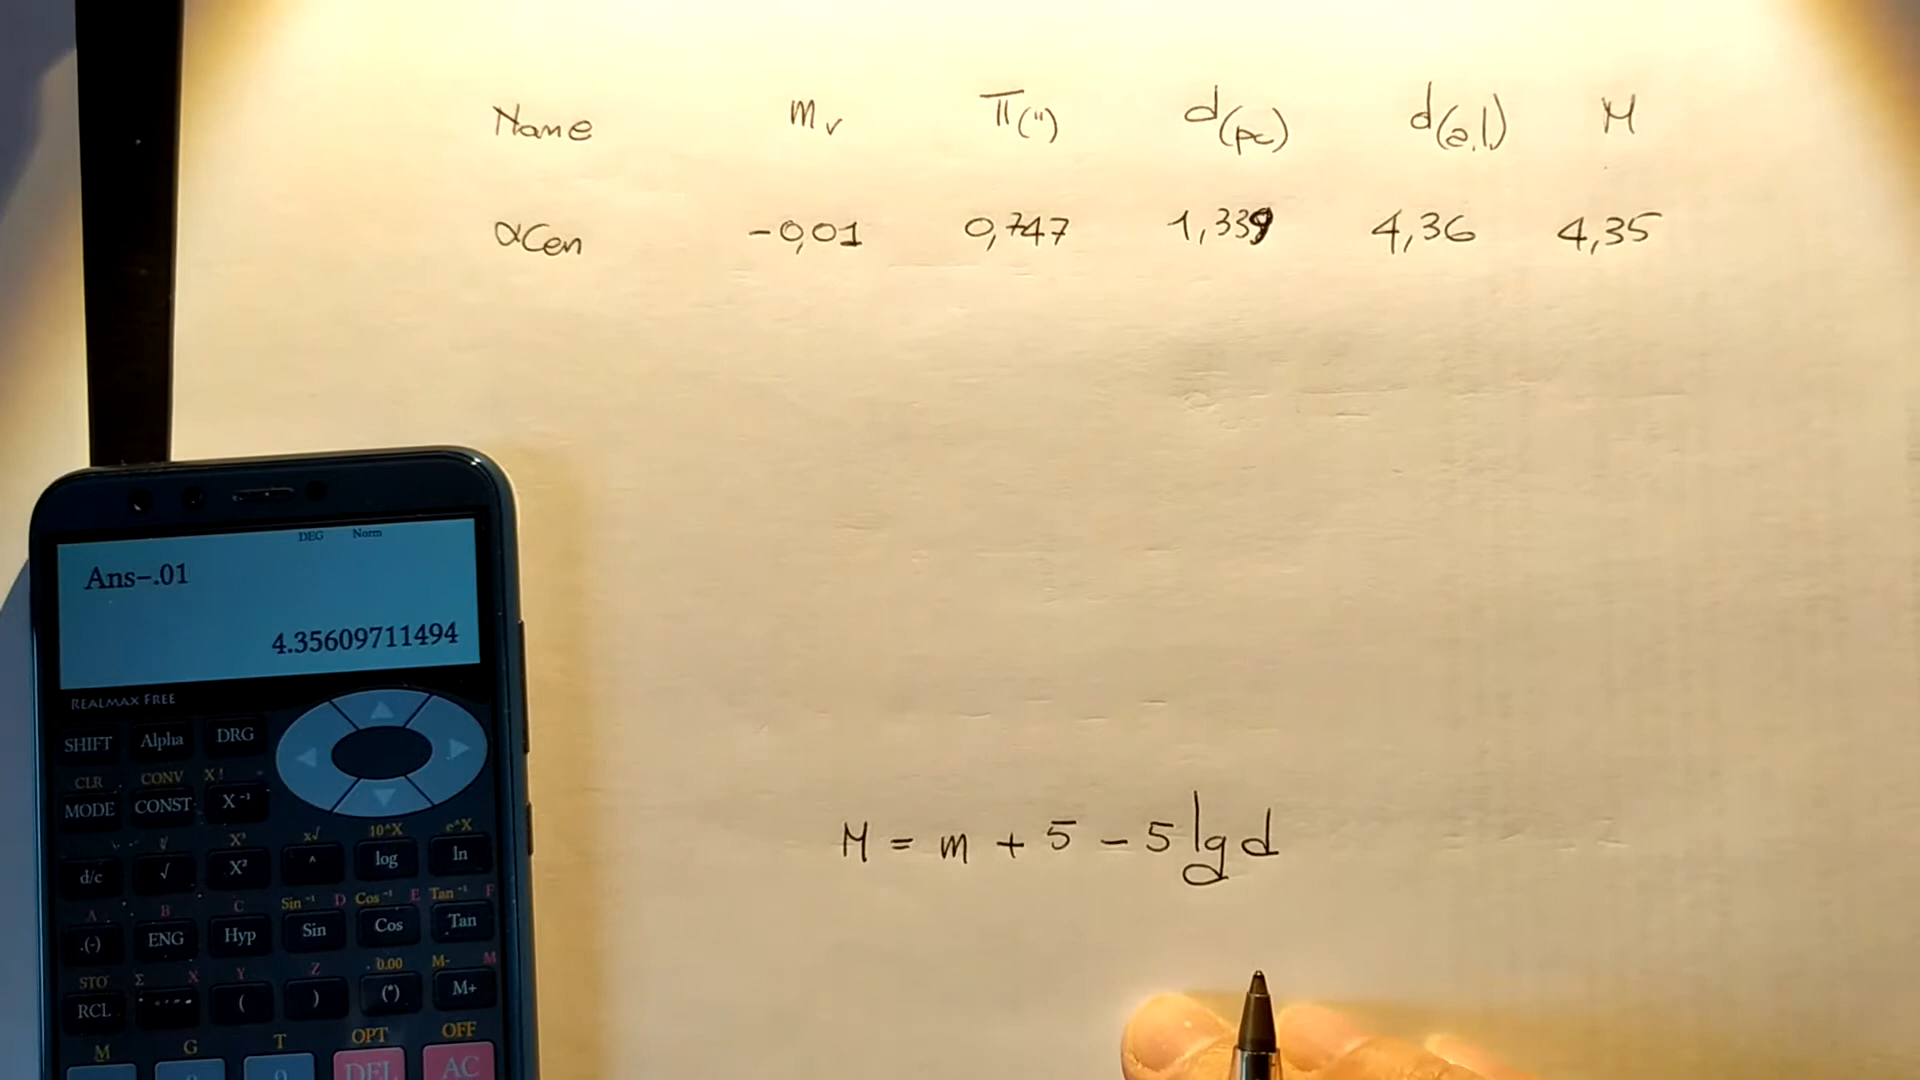 Name mv π(") d(pc) d(a.l.) M
αCen -0,01 0,747 1,339 4,36 4,35
DEG Norm
Ans-.01
4.35609711494
REALMAX FREE
SHIFT Alpha DRG
CLR CONV X!
MODE CONST X⁻¹
X³ x√ 10^X e^X
d/c √ X² ^ log ln
A B C Sin⁻¹ D Cos⁻¹ E Tan⁻¹ F
.(-) ENG Hyp Sin Cos Tan
STO Σ X Y Z 0.00 M- M
RCL ( ) (*) M+
M G T OPT OFF
DEL AC
M = m + 5 - 5 lg d